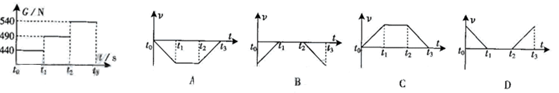 G/N
540
490
440
t₀ t₁ t₂ t₃ t/s
v
t₀ t₁ t₂ t₃ t
A
v
t₀ t₁ t₂ t₃ t
B
v
t₀ t₁ t₂ t₃ t
C
v
t₀ t₁ t₂ t₃ t
D